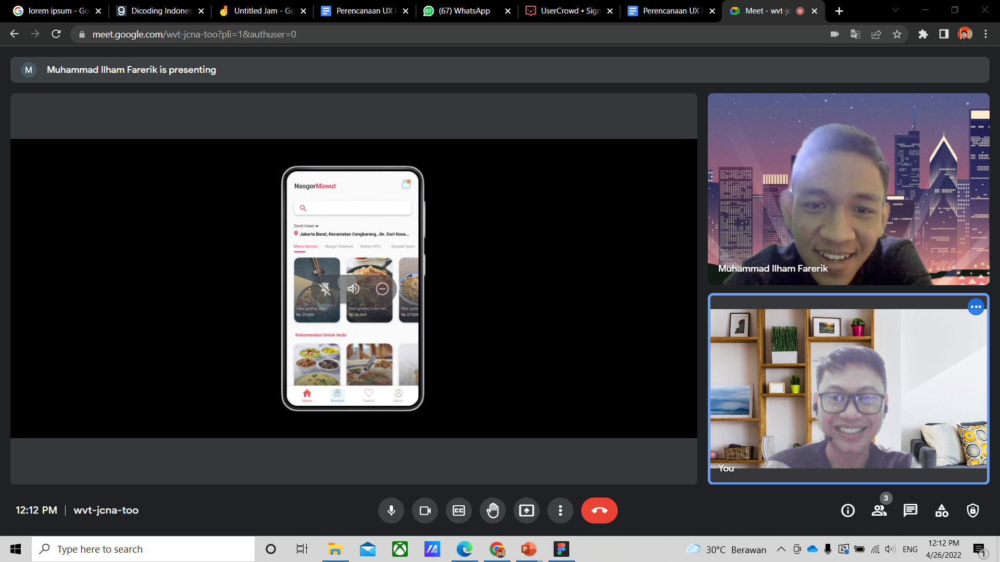 lorem ipsum - Go
Dicoding Indones
Untitled Jam - Go
Perencanaan UX F
67
(67) WhatsApp
UserCrowd • Sign
Perencanaan UX F
Meet - wvt-jc
meet.google.com/wvt-jcna-too?pli=1&authuser=0
M
Muhammad Ilham Farerik is presenting
NasgorMawut
Ganti lokasi
Jakarta Barat, Kecamatan Cengkareng, Jln. Duri Kosa...
Menu Spesial
Nasgor Seafood
Diskon 60%
Spesial Ayam
Nasi goreng telur
Rp 25.000
Nasi goreng tiram hot...
Rp 32.000
Nasi gore
Rp 27.000
Rekomendasi Untuk Anda
Home
Riwayat
Favorit
Akun
Muhammad Ilham Farerik
You
12:12 PM
wvt-jcna-too
CC
3
Type here to search
30°C Berawan
ENG
12:12 PM
4/26/2022
1